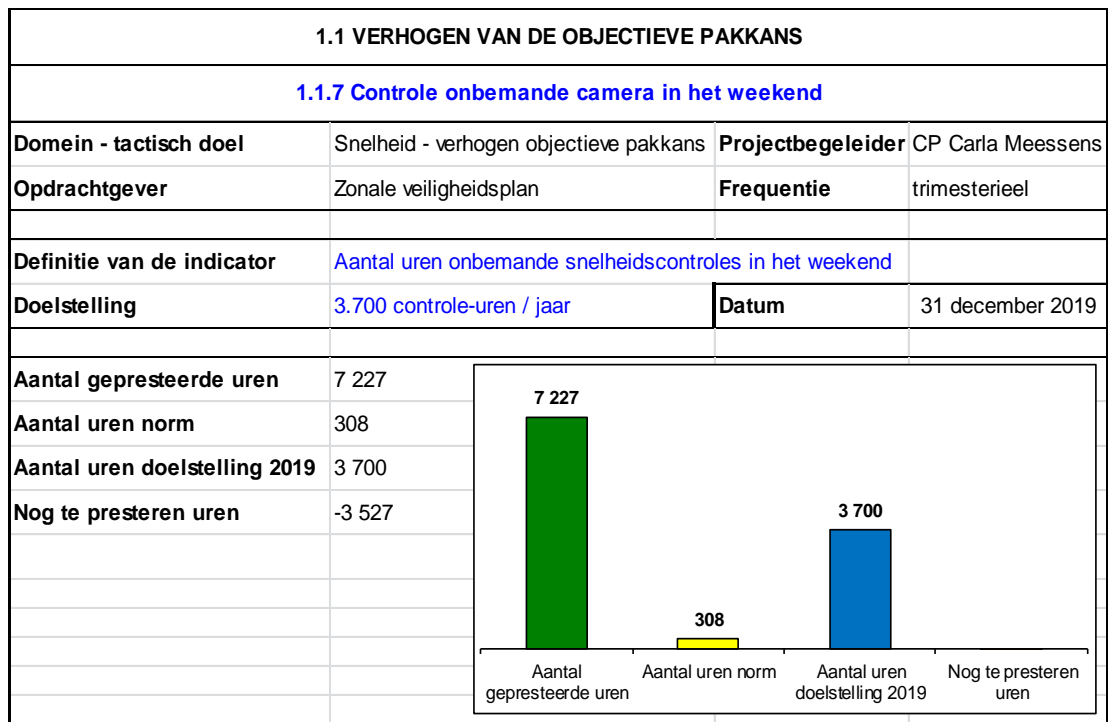 1.1 VERHOGEN VAN DE OBJECTIEVE PAKKANS
1.1.7 Controle onbemande camera in het weekend
Domein - tactisch doel Snelheid - verhogen objectieve pakkans Projectbegeleider CP Carla Meessens
Opdrachtgever Zonale veiligheidsplan Frequentie trimesterieel
Definitie van de indicator Aantal uren onbemande snelheidscontroles in het weekend
Doelstelling 3.700 controle-uren / jaar Datum 31 december 2019
Aantal gepresteerde uren 7 227
Aantal uren norm 308
Aantal uren doelstelling 2019 3 700
Nog te presteren uren -3 527
7 227
308
3 700
Aantal gepresteerde uren
Aantal uren norm
Aantal uren doelstelling 2019
Nog te presteren uren